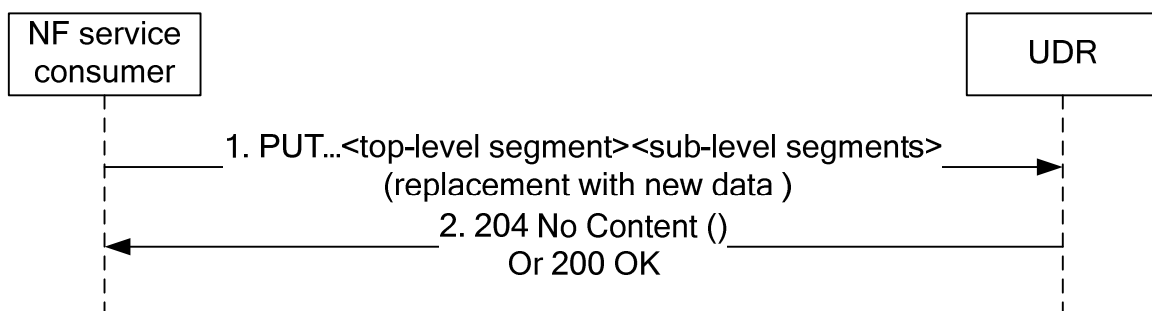 NF service
consumer
UDR
1. PUT...<top-level segment><sub-level segments>
(replacement with new data )
2. 204 No Content ()
Or 200 OK